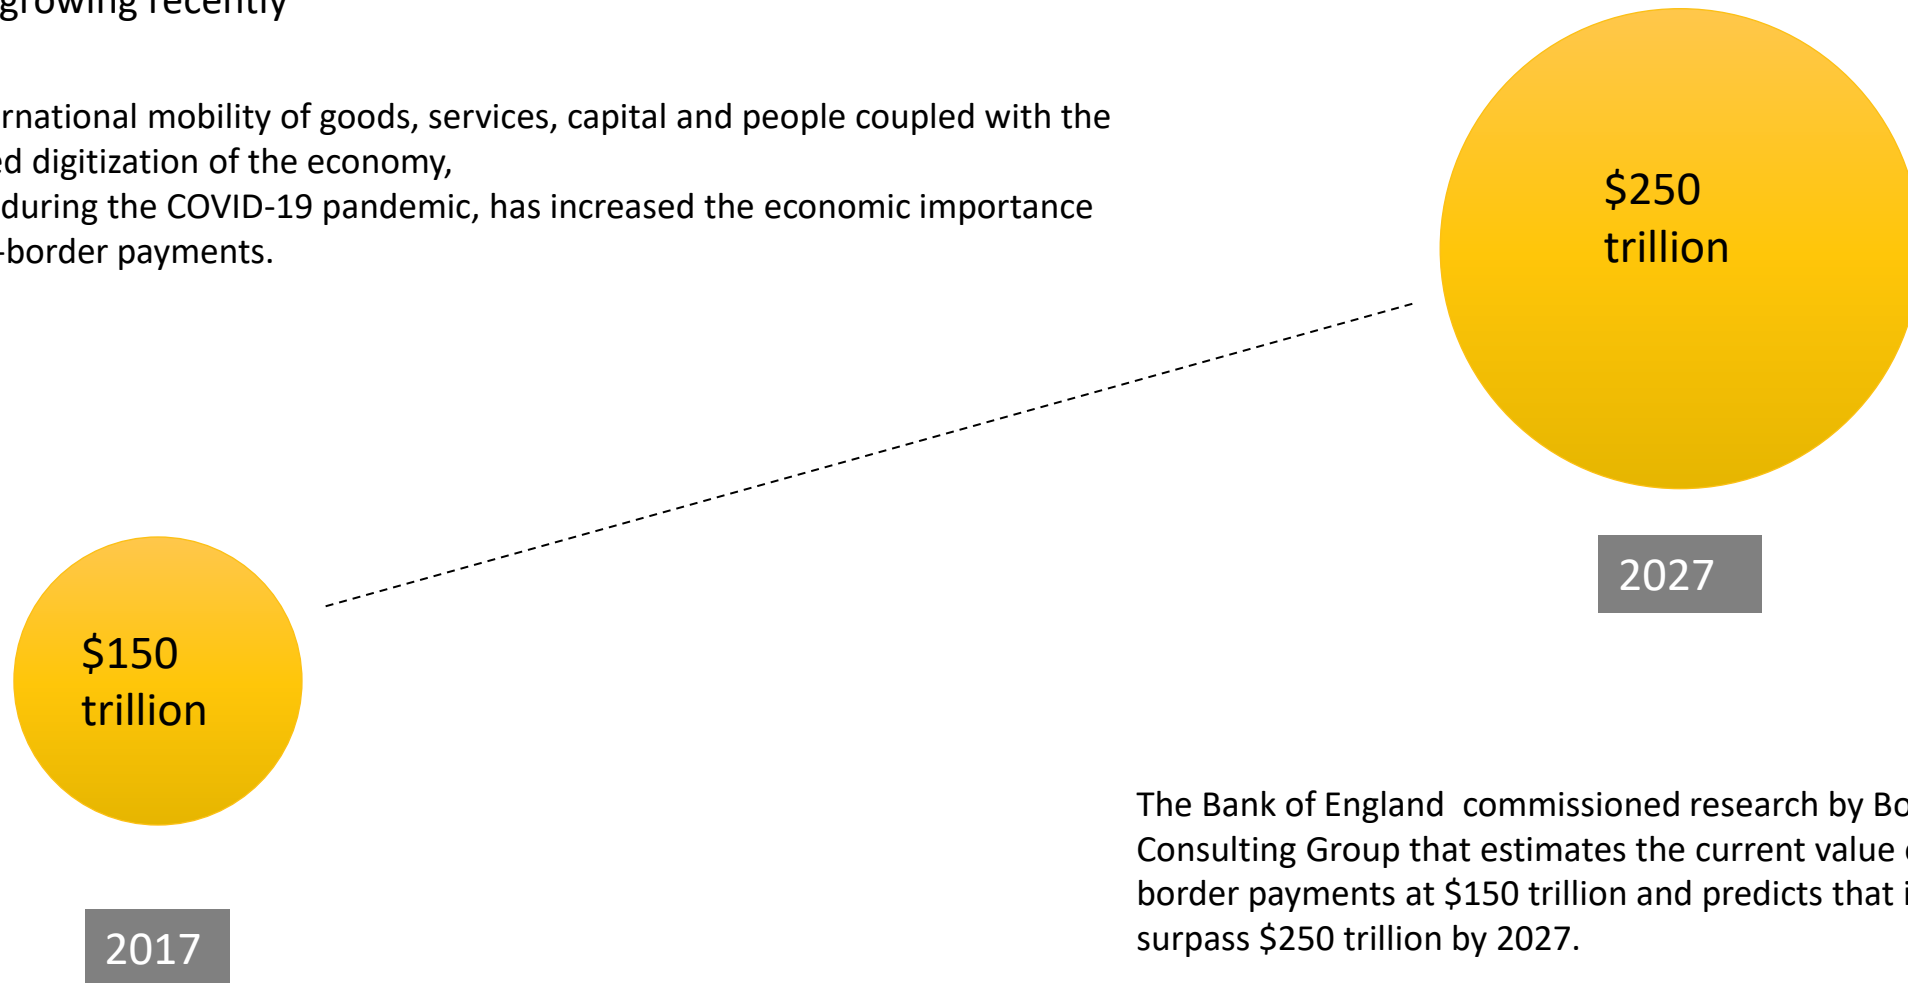 growing recently
rnational mobility of goods, services, capital and people coupled with the
ed digitization of the economy,
during the COVID-19 pandemic, has increased the economic importance
-border payments.
$250
trillion
2027
$150
trillion
2017
The Bank of England  commissioned research by Bo
Consulting Group that estimates the current value
border payments at $150 trillion and predicts that i
surpass $250 trillion by 2027.